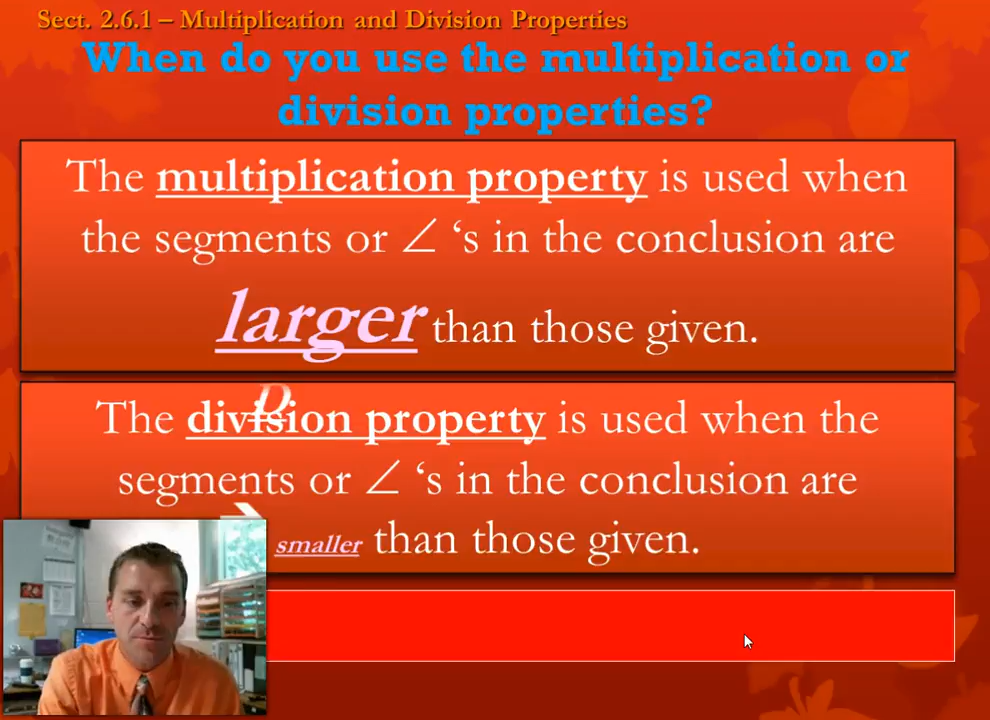 Sect. 2.6.1 – Multiplication and Division Properties
When do you use the multiplication or
division properties?
The multiplication property is used when
the segments or ∠ ‘s in the conclusion are
larger than those given.
D
The division property is used when the
segments or ∠ ‘s in the conclusion are
smaller than those given.